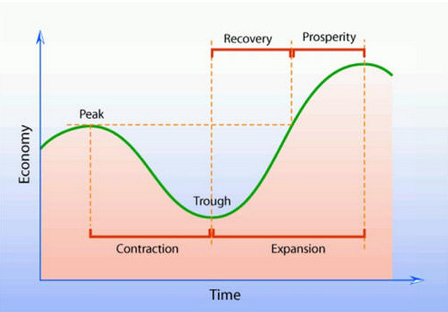 Recovery
Prosperity
Peak
Trough
Contraction
Expansion
Economy
Time